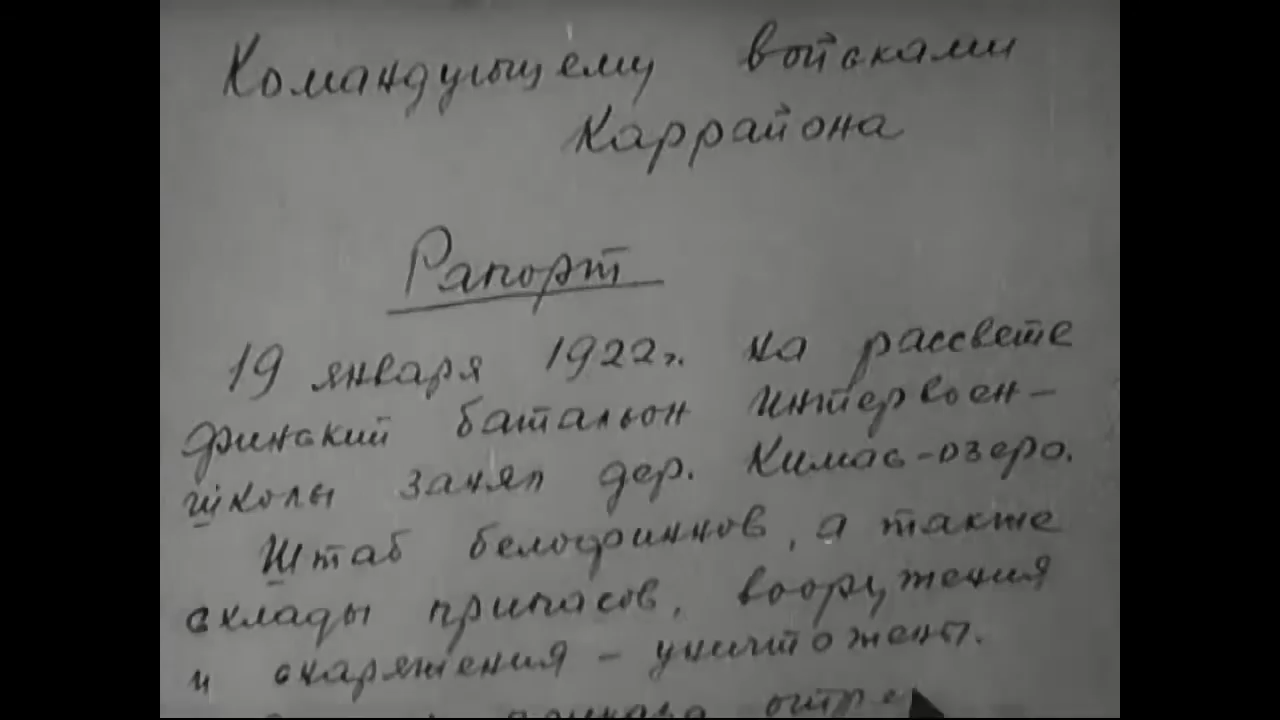 Командующему войсками
Каррайона
Рапорт
19 января 1922г. на рассвете
финский батальон Интервоен-
школы занял дер. Кимас-озеро.
Штаб белофиннов, а также
склады припасов, вооружения
и снаряжения – уничтожены.